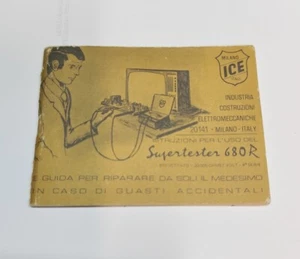 MILANO
ICE
INDUSTRIA
COSTRUZIONI
ELETTROMECCANICHE
20141 - MILANO - ITALY
ISTRUZIONI PER L'USO DEL
Supertester 680R
E GUIDA PER RIPARARE DA SOLI IL MEDESIMO
IN CASO DI GUASTI ACCIDENTALI